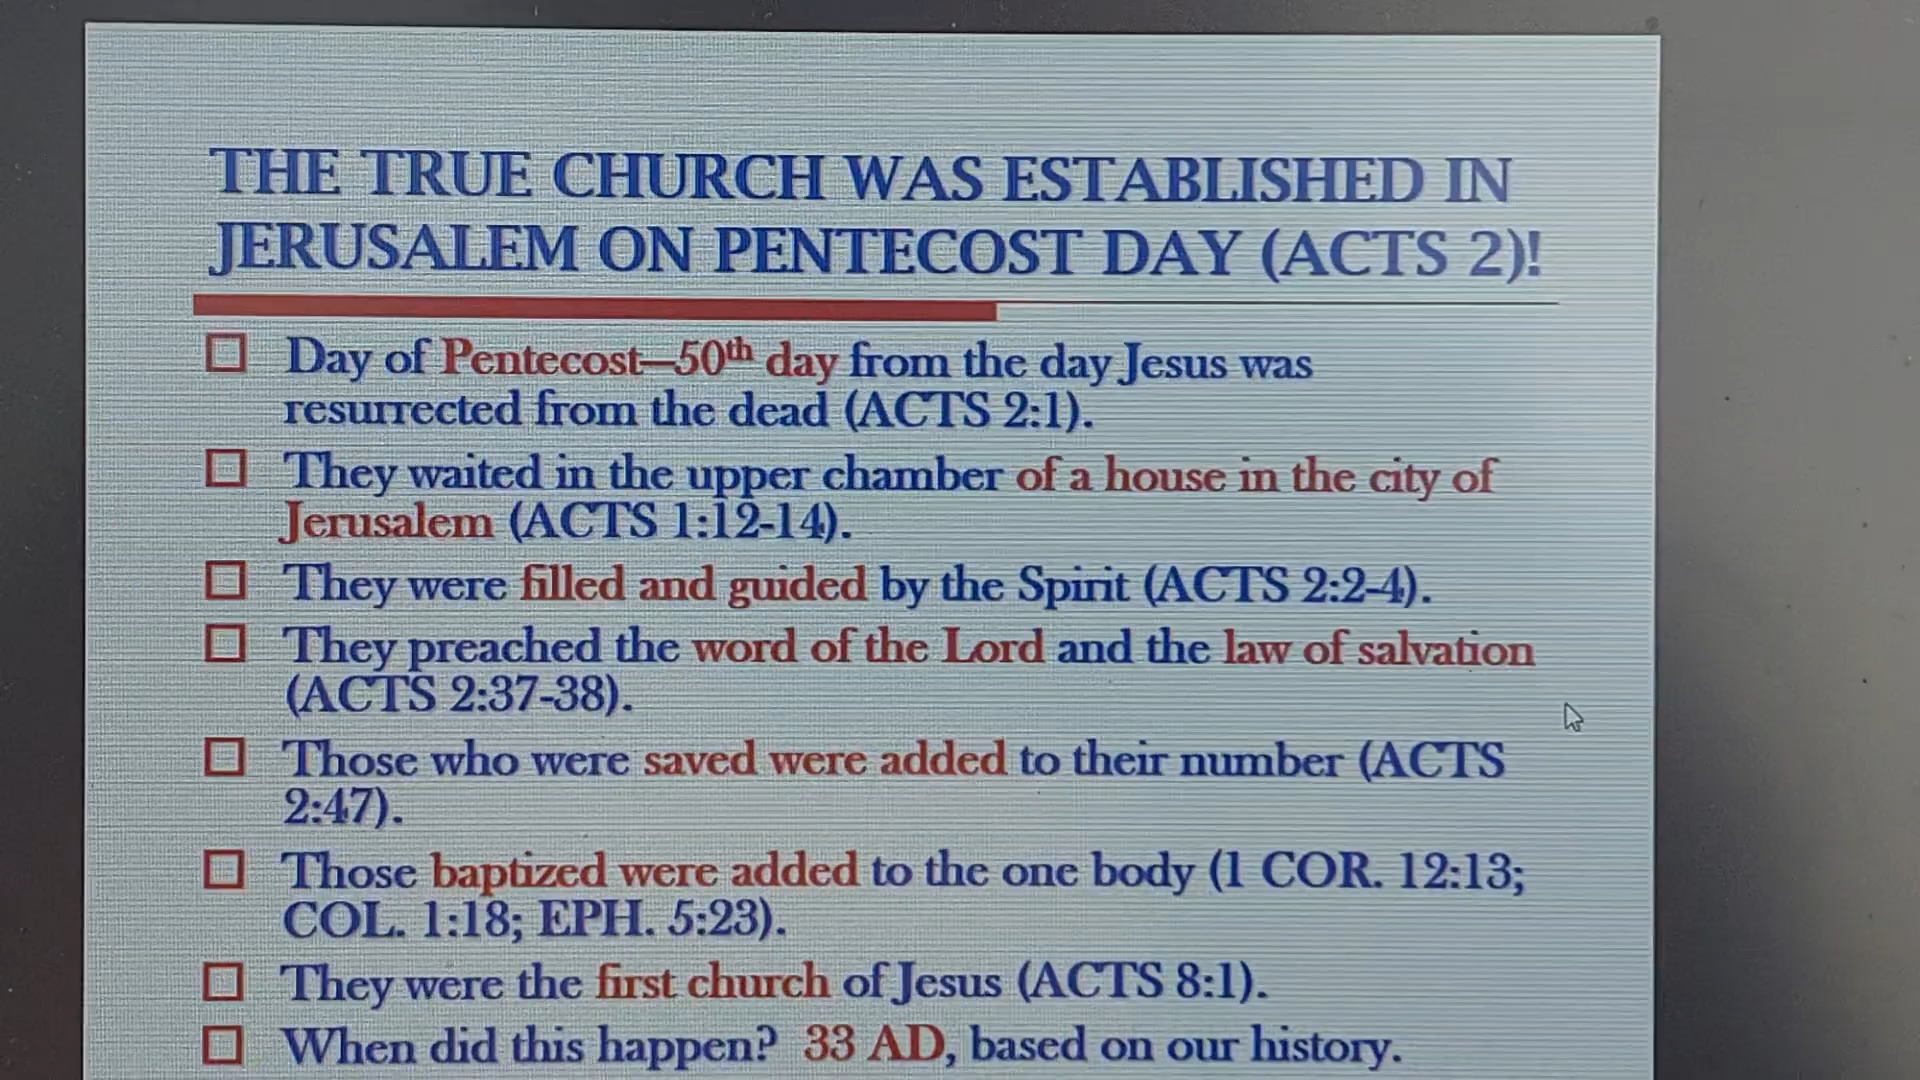 THE TRUE CHURCH WAS ESTABLISHED IN
JERUSALEM ON PENTECOST DAY (ACTS 2)!
Day of Pentecost—50th day from the day Jesus was
resurrected from the dead (ACTS 2:1).
They waited in the upper chamber of a house in the city of
Jerusalem (ACTS 1:12-14).
They were filled and guided by the Spirit (ACTS 2:2-4).
They preached the word of the Lord and the law of salvation
(ACTS 2:37-38).
Those who were saved were added to their number (ACTS
2:47).
Those baptized were added to the one body (1 COR. 12:13;
COL. 1:18; EPH. 5:23).
They were the first church of Jesus (ACTS 8:1).
When did this happen? 33 AD, based on our history.